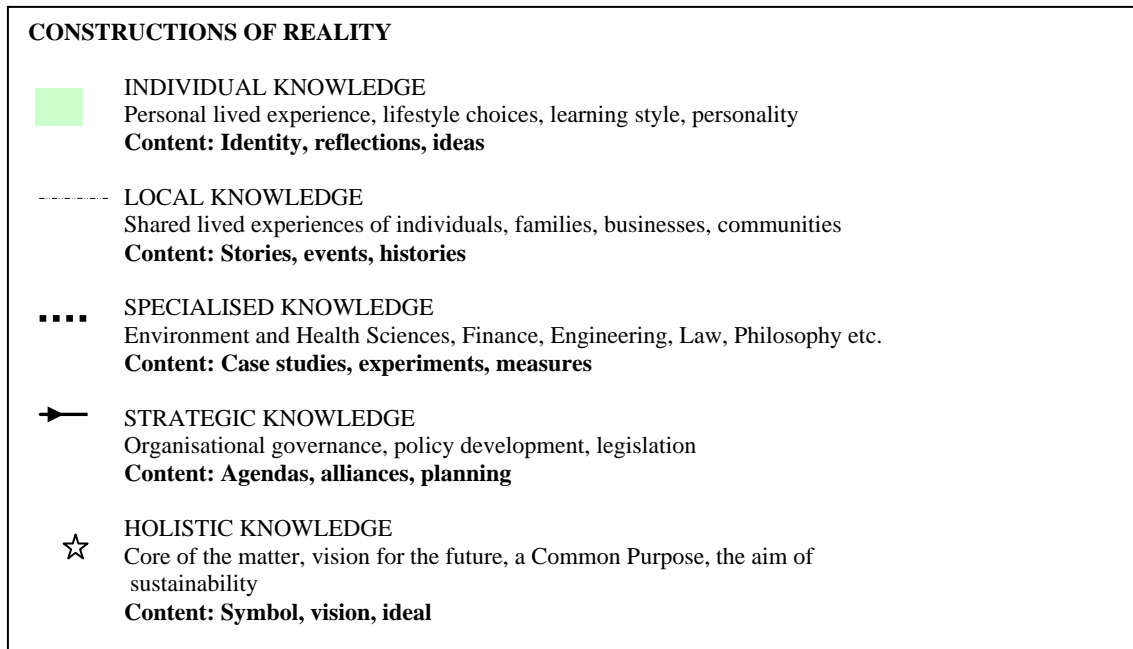 CONSTRUCTIONS OF REALITY
INDIVIDUAL KNOWLEDGE
Personal lived experience, lifestyle choices, learning style, personality
Content: Identity, reflections, ideas
LOCAL KNOWLEDGE
Shared lived experiences of individuals, families, businesses, communities
Content: Stories, events, histories
SPECIALISED KNOWLEDGE
Environment and Health Sciences, Finance, Engineering, Law, Philosophy etc.
Content: Case studies, experiments, measures
STRATEGIC KNOWLEDGE
Organisational governance, policy development, legislation
Content: Agendas, alliances, planning
HOLISTIC KNOWLEDGE
Core of the matter, vision for the future, a Common Purpose, the aim of
sustainability
Content: Symbol, vision, ideal